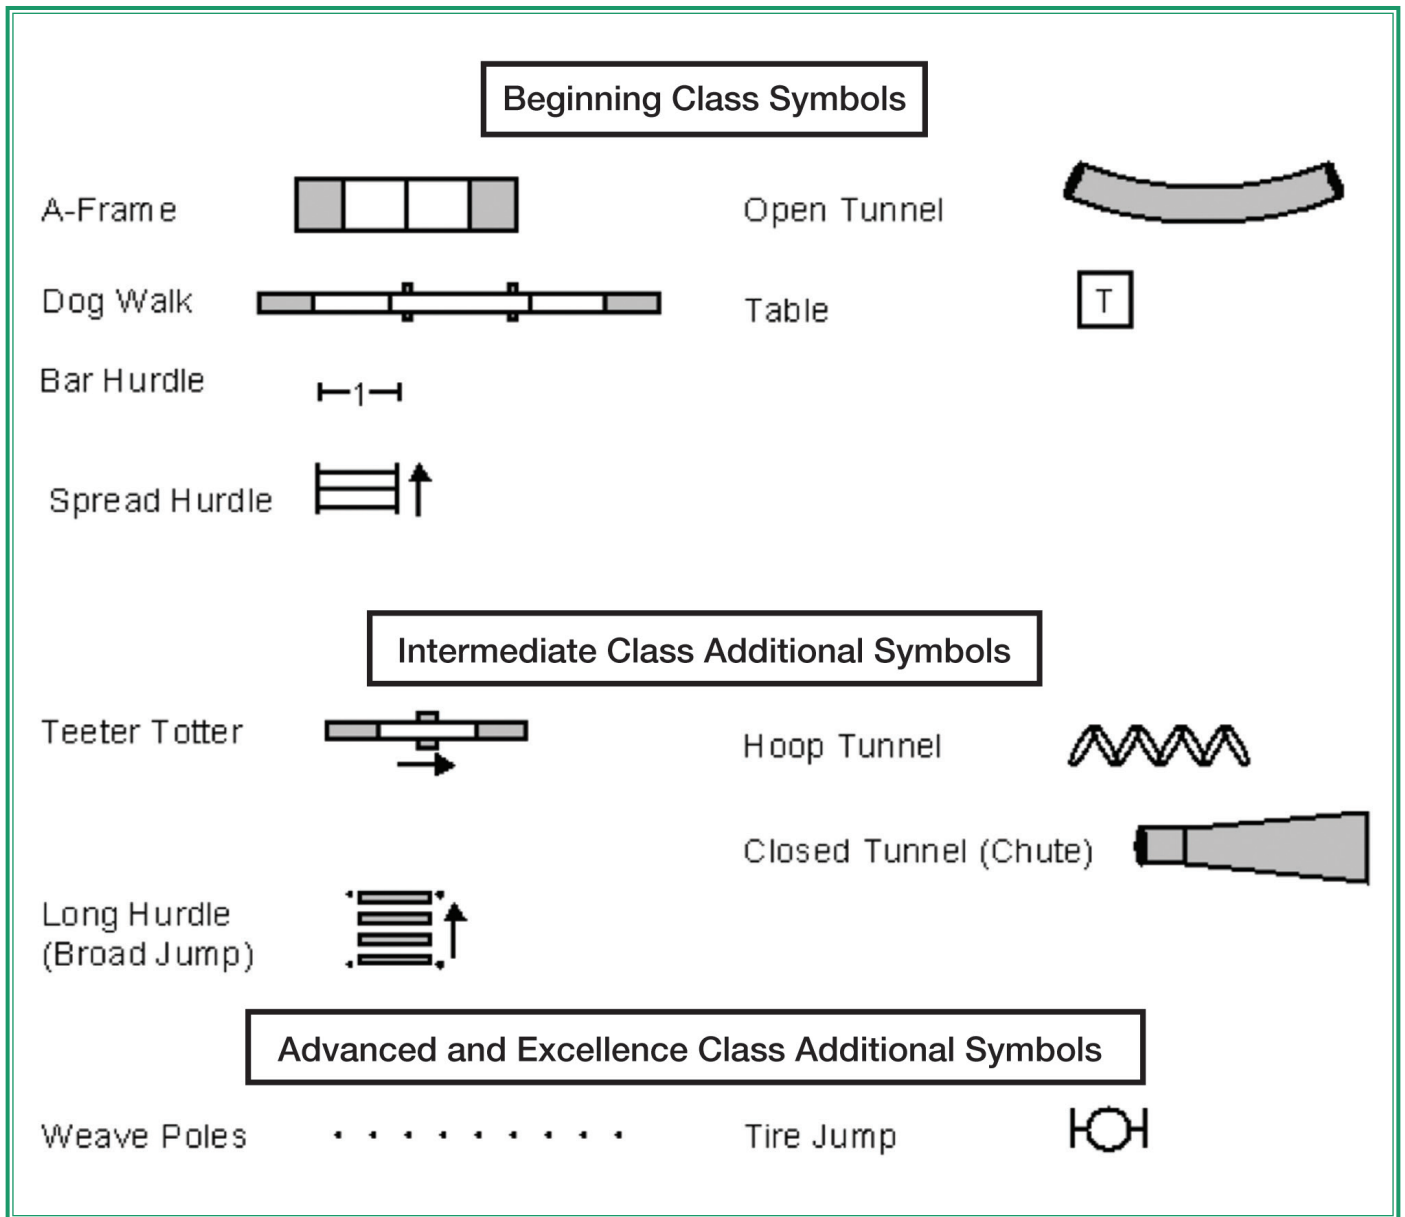 Beginning Class Symbols
A-Frame
Open Tunnel
Dog Walk
Table
T
Bar Hurdle
1
Spread Hurdle
Intermediate Class Additional Symbols
Teeter Totter
Hoop Tunnel
Closed Tunnel (Chute)
Long Hurdle
(Broad Jump)
Advanced and Excellence Class Additional Symbols
Weave Poles
Tire Jump